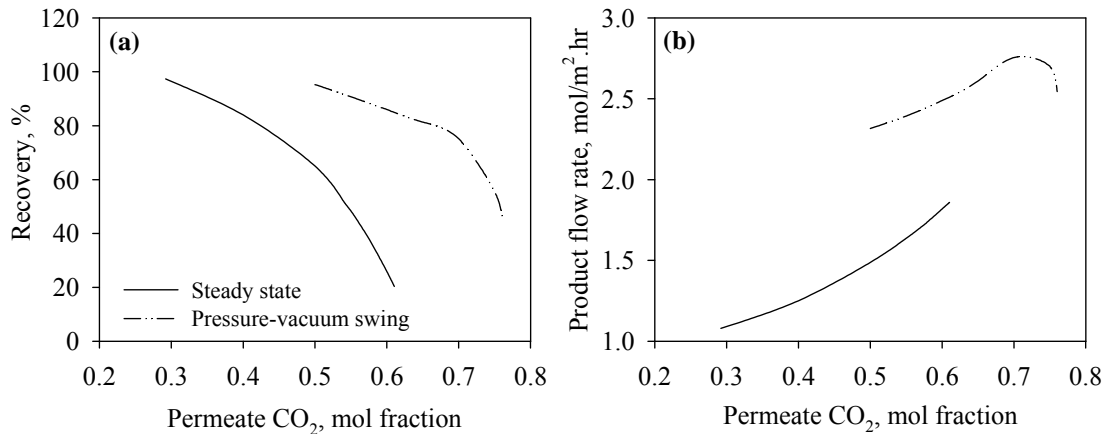 (a)
Recovery, %
120
100
80
60
40
20
0
Steady state
Pressure-vacuum swing
0.2 0.3 0.4 0.5 0.6 0.7 0.8
Permeate CO₂, mol fraction
(b)
Product flow rate, mol/m².hr
3.0
2.5
2.0
1.5
1.0
0.2 0.3 0.4 0.5 0.6 0.7 0.8
Permeate CO₂, mol fraction